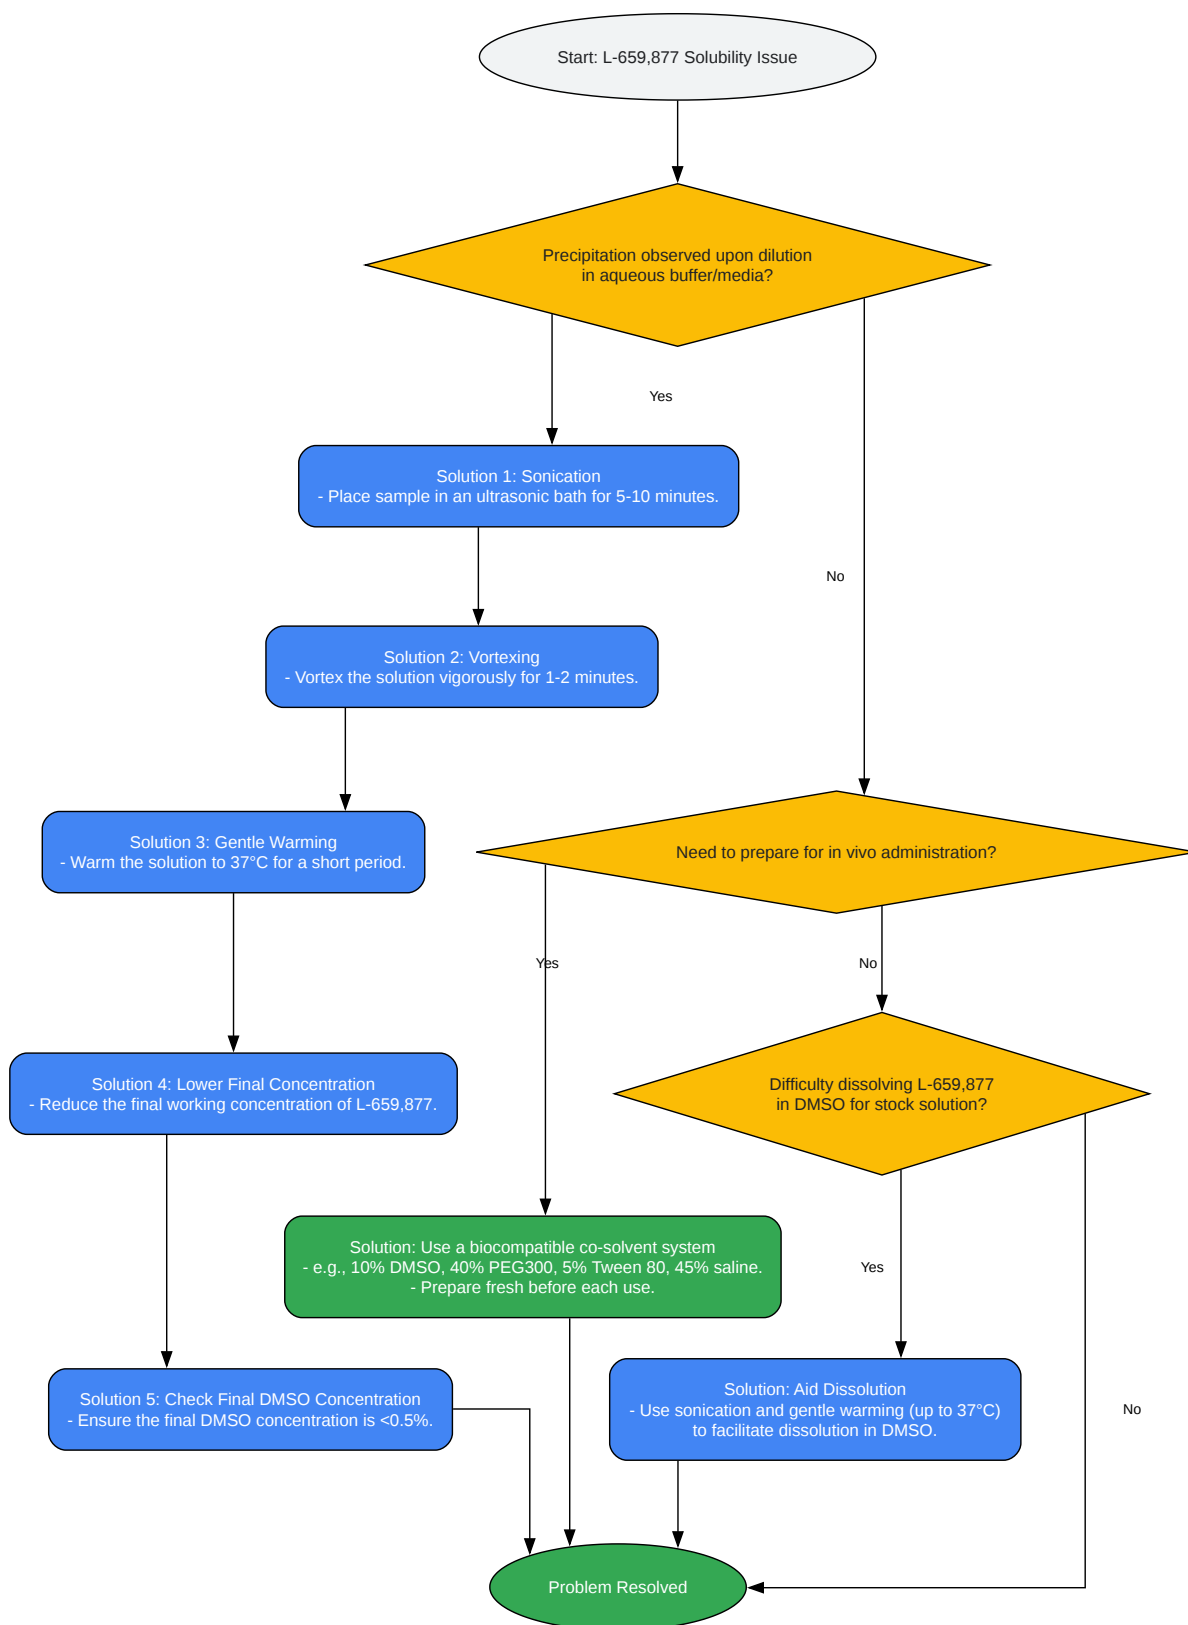 Start: L-659,877 Solubility Issue
Precipitation observed upon dilution
in aqueous buffer/media?
Yes
Solution 1: Sonication
- Place sample in an ultrasonic bath for 5-10 minutes.
No
Solution 2: Vortexing
- Vortex the solution vigorously for 1-2 minutes.
Solution 3: Gentle Warming
- Warm the solution to 37°C for a short period.
Need to prepare for in vivo administration?
Yes
No
Solution 4: Lower Final Concentration
- Reduce the final working concentration of L-659,877.
Difficulty dissolving L-659,877
in DMSO for stock solution?
Solution: Use a biocompatible co-solvent system
- e.g., 10% DMSO, 40% PEG300, 5% Tween 80, 45% saline.
- Prepare fresh before each use.
Yes
Solution 5: Check Final DMSO Concentration
- Ensure the final DMSO concentration is <0.5%.
Solution: Aid Dissolution
- Use sonication and gentle warming (up to 37°C)
to facilitate dissolution in DMSO.
No
Problem Resolved